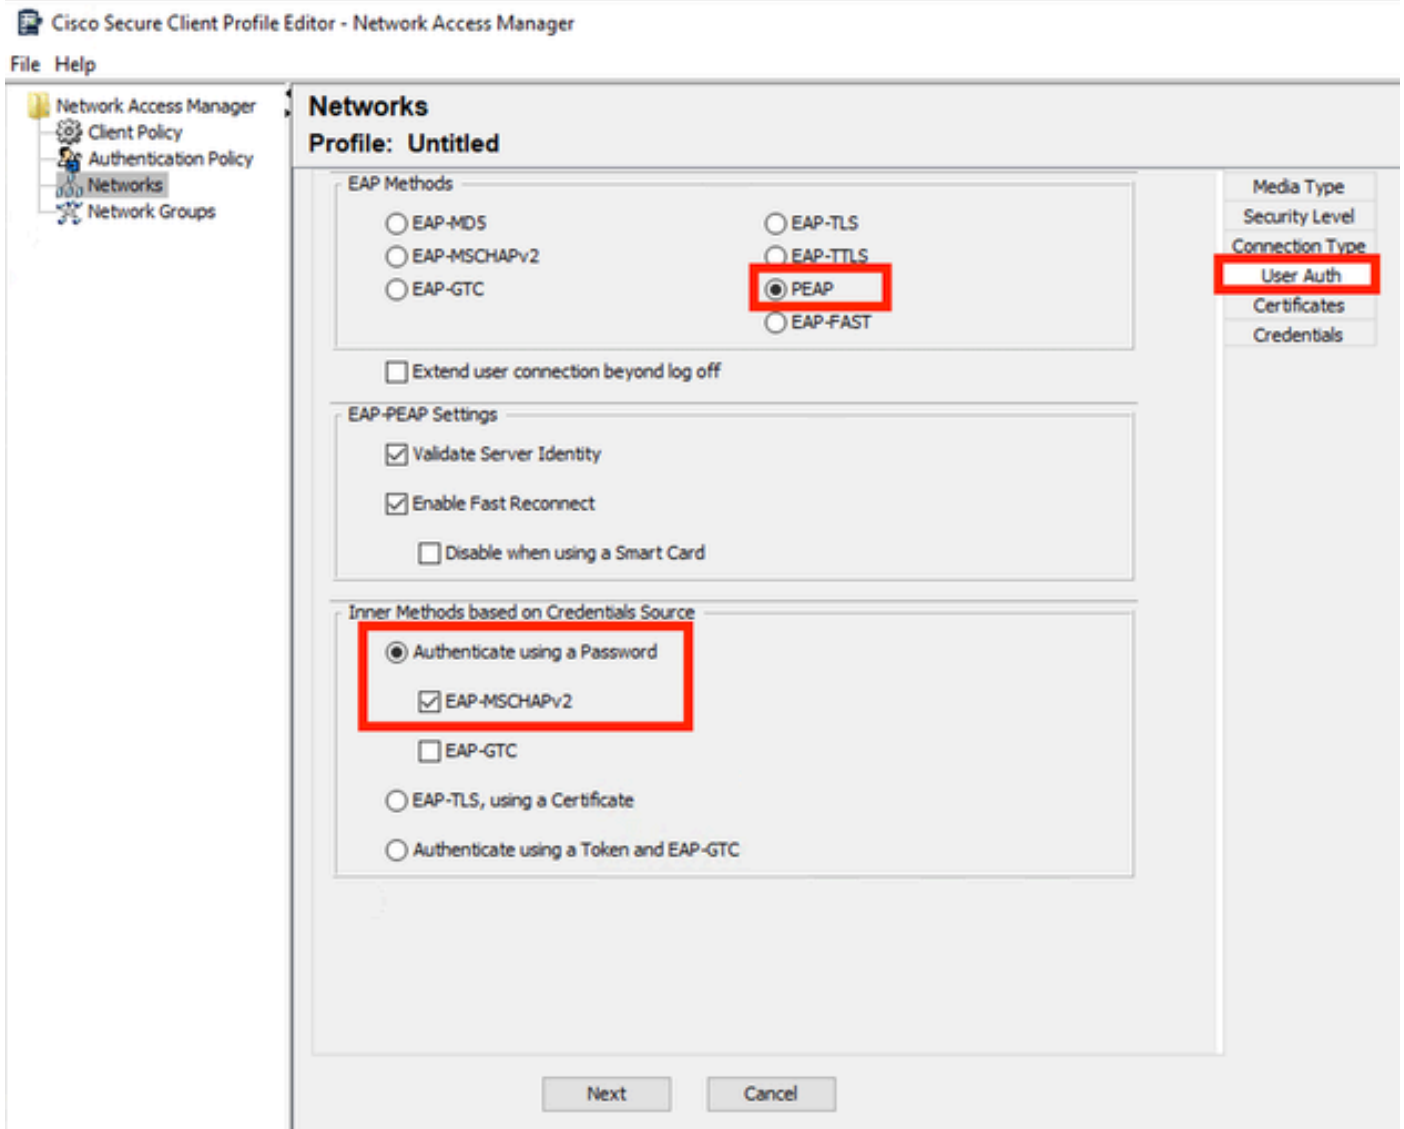 Cisco Secure Client Profile Editor - Network Access Manager
File Help
Network Access Manager
Client Policy
Authentication Policy
Networks
Network Groups
Networks
Profile: Untitled
EAP Methods
EAP-MD5
EAP-TLS
EAP-MSCHAPv2
EAP-TTLS
EAP-GTC
PEAP
EAP-FAST
Extend user connection beyond log off
EAP-PEAP Settings
Validate Server Identity
Enable Fast Reconnect
Disable when using a Smart Card
Inner Methods based on Credentials Source
Authenticate using a Password
EAP-MSCHAPv2
EAP-GTC
EAP-TLS, using a Certificate
Authenticate using a Token and EAP-GTC
Media Type
Security Level
Connection Type
User Auth
Certificates
Credentials
Next
Cancel